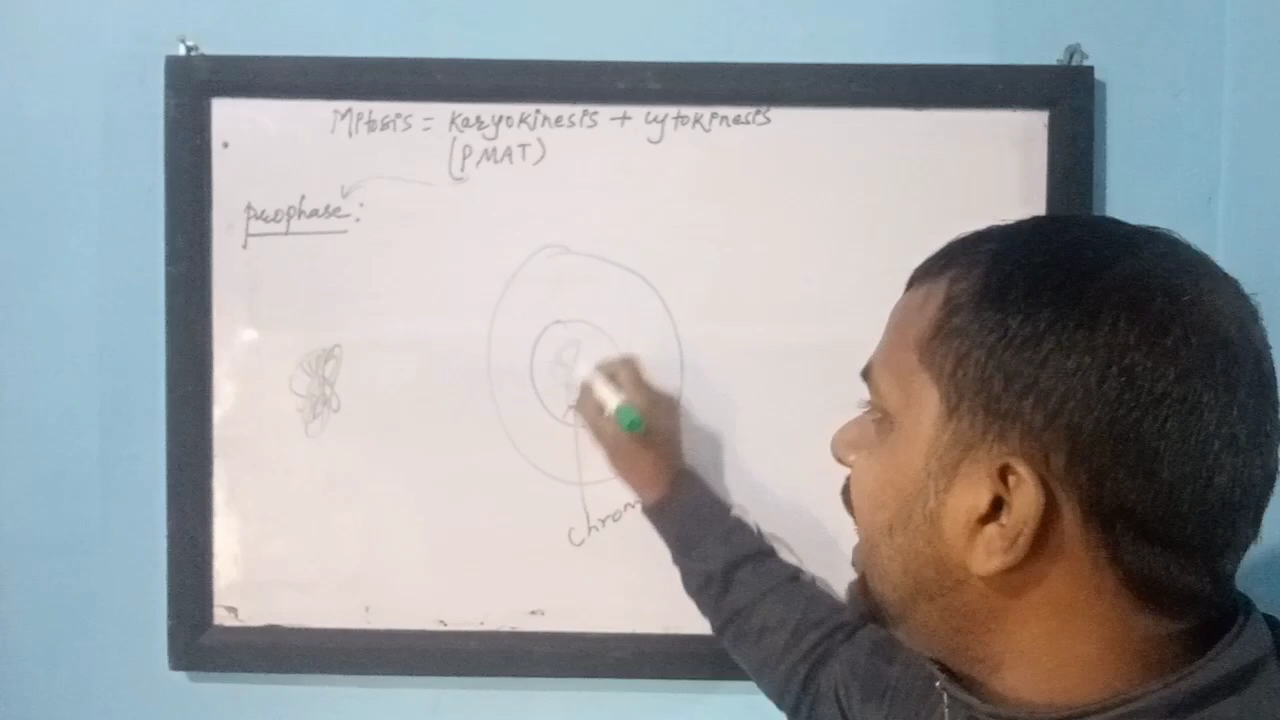 Mitosis = Karyokinesis + Cytokinesis
(PMAT)
Prophase:
Chrom